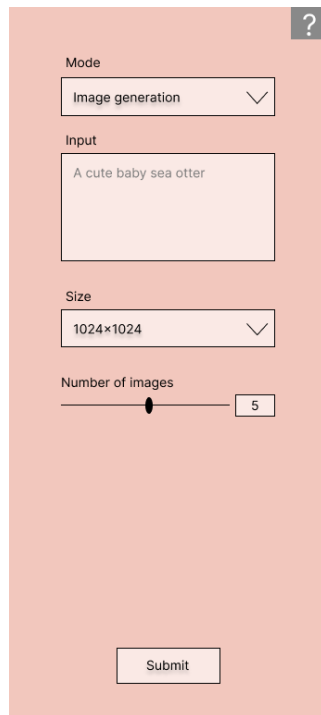 ?
Mode
Image generation
Input
A cute baby sea otter
Size
1024×1024
Number of images
5
Submit